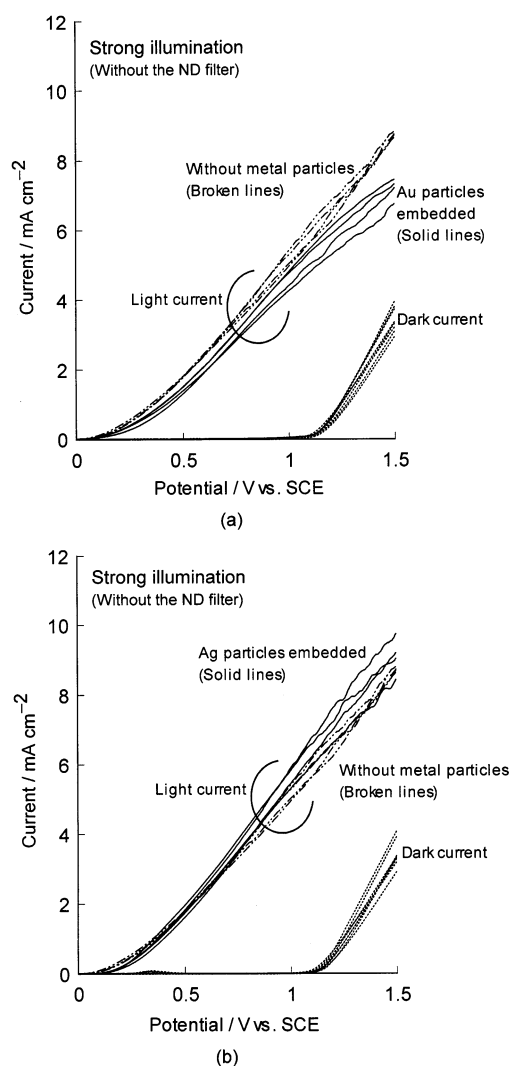 12
10
8
6
4
2
0
Current / mA cm−2
Strong illumination
(Without the ND filter)
Without metal particles
(Broken lines)
Au particles
embedded
(Solid lines)
Light current
Dark current
0
0.5
1
1.5
Potential / V vs. SCE
(a)
12
10
8
6
4
2
0
Current / mA cm−2
Strong illumination
(Without the ND filter)
Ag particles embedded
(Solid lines)
Light current
Without metal particles
(Broken lines)
Dark current
0
0.5
1
1.5
Potential / V vs. SCE
(b)